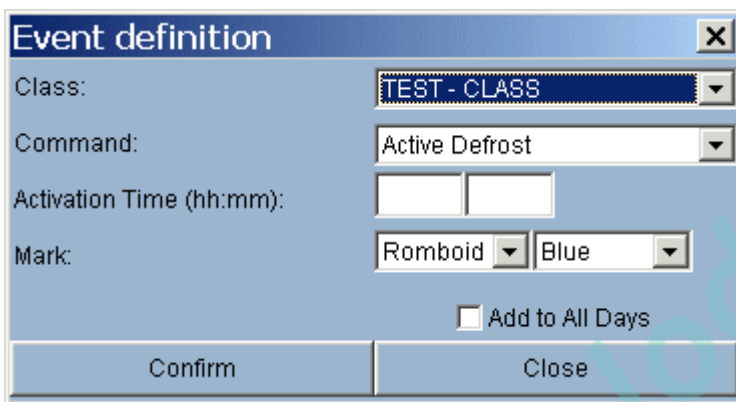 Event definition
Class: TEST - CLASS
Command: Active Defrost
Activation Time (hh:mm):
Mark: Romboid Blue
Add to All Days
Confirm Close